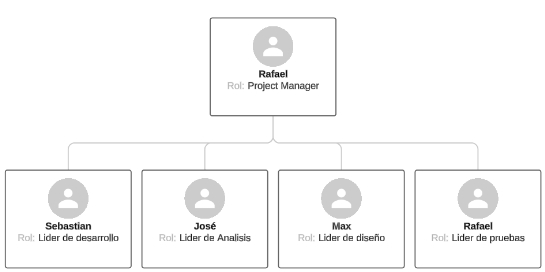 Rafael
Rol: Project Manager
Sebastian
Rol: Lider de desarrollo
José
Rol: Lider de Analisis
Max
Rol: Lider de diseño
Rafael
Rol: Lider de pruebas